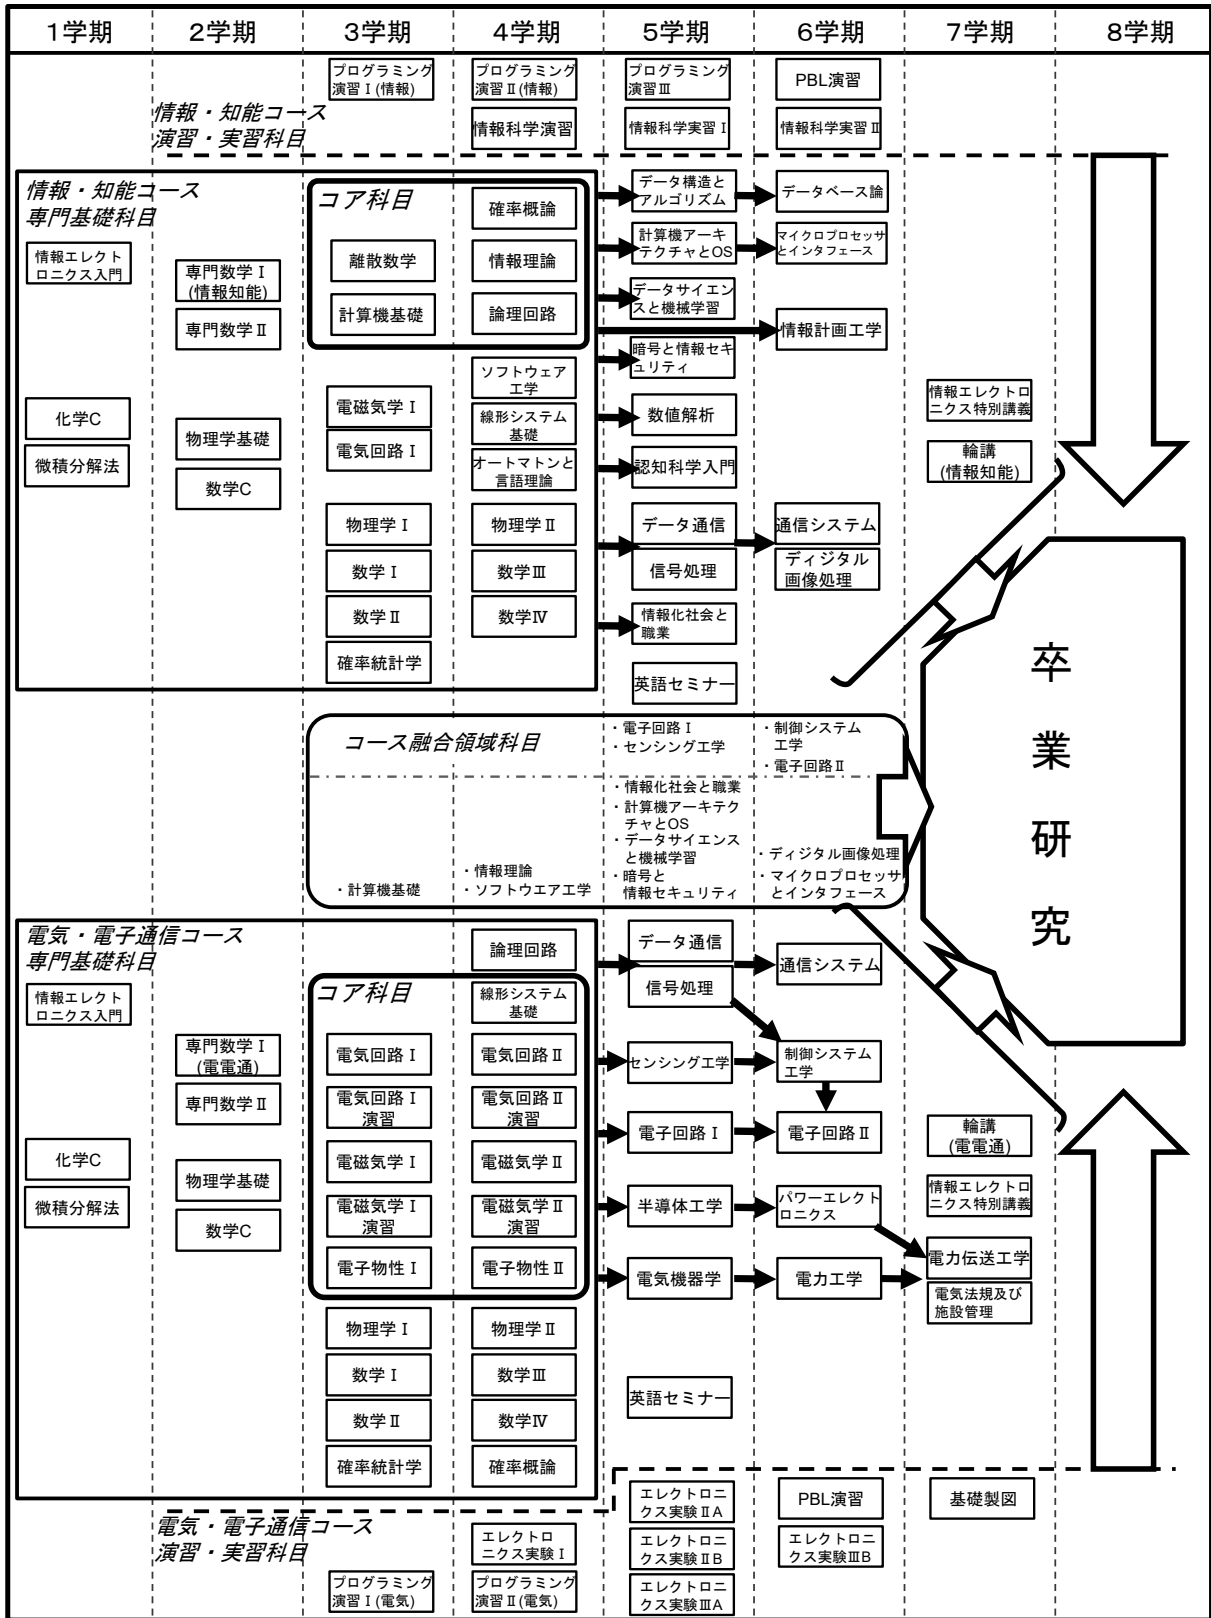 1学期
2学期
3学期
4学期
5学期
6学期
7学期
8学期
プログラミング
演習Ⅰ(情報)
プログラミング
演習Ⅱ(情報)
プログラミング
演習Ⅲ
PBL演習
情報・知能コース
演習・実習科目
情報科学演習
情報科学実習Ⅰ
情報科学実習Ⅱ
情報・知能コース
専門基礎科目
情報エレクト
ロニクス入門
化学C
微積分解法
専門数学Ⅰ
(情報知能)
専門数学Ⅱ
物理学基礎
数学C
コア科目
離散数学
計算機基礎
確率概論
情報理論
論理回路
電磁気学Ⅰ
電気回路Ⅰ
物理学Ⅰ
数学Ⅰ
数学Ⅱ
確率統計学
ソフトウェア
工学
線形システム
基礎
オートマトンと
言語理論
物理学Ⅱ
数学Ⅲ
数学Ⅳ
データ構造と
アルゴリズム
計算機アーキ
テクチャとOS
データサイエン
スと機械学習
暗号と情報セキ
ュリティ
数値解析
認知科学入門
データ通信
信号処理
情報化社会と
職業
英語セミナー
データベース論
マイクロプロセッサ
とインタフェース
情報計画工学
通信システム
ディジタル
画像処理
情報エレクトロ
ニクス特別講義
輪講
(情報知能)
卒
業
研
究
コース融合領域科目
・電子回路Ⅰ
・センシング工学
・制御システム
工学
・電子回路Ⅱ
・計算機基礎
・情報理論
・ソフトウエア工学
・情報化社会と職業
・計算機アーキテク
チャとOS
・データサイエンス
と機械学習
・暗号と
情報セキュリティ
・ディジタル画像処理
・マイクロプロセッサ
とインタフェース
電気・電子通信コース
専門基礎科目
情報エレクト
ロニクス入門
化学C
微積分解法
専門数学Ⅰ
(電電通)
専門数学Ⅱ
物理学基礎
数学C
論理回路
コア科目
線形システム
基礎
電気回路Ⅰ
電気回路Ⅱ
電気回路Ⅰ
演習
電気回路Ⅱ
演習
電磁気学Ⅰ
電磁気学Ⅱ
電磁気学Ⅰ
演習
電磁気学Ⅱ
演習
電子物性Ⅰ
電子物性Ⅱ
物理学Ⅰ
物理学Ⅱ
数学Ⅰ
数学Ⅲ
数学Ⅱ
数学Ⅳ
確率統計学
確率概論
データ通信
信号処理
センシング工学
電子回路Ⅰ
半導体工学
電気機器学
英語セミナー
通信システム
制御システム
工学
電子回路Ⅱ
パワーエレクト
ロニクス
電力工学
輪講
(電電通)
情報エレクトロ
ニクス特別講義
電力伝送工学
電気法規及び
施設管理
電気・電子通信コース
演習・実習科目
プログラミング
演習Ⅰ(電気)
エレクトロ
ニクス実験Ⅰ
プログラミング
演習Ⅱ(電気)
エレクトロニ
クス実験ⅡA
エレクトロニ
クス実験ⅡB
エレクトロニ
クス実験ⅢA
PBL演習
エレクトロニ
クス実験ⅢB
基礎製図